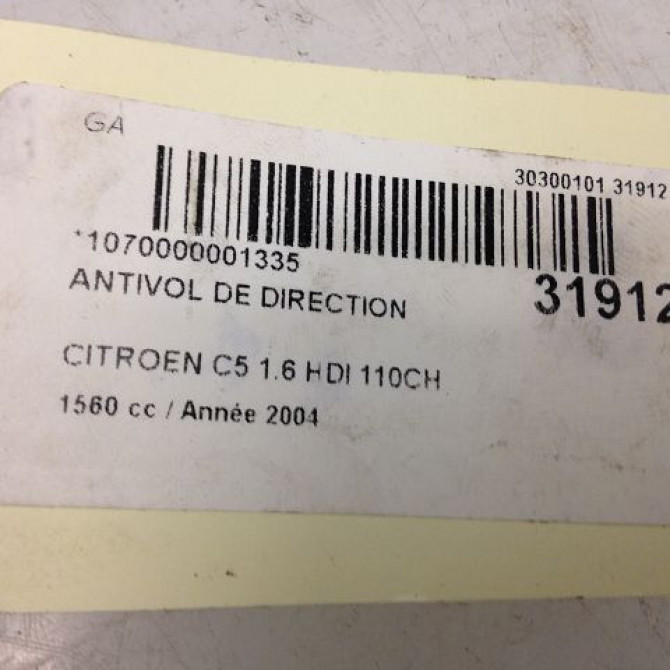 GA
30300101 31912
*1070000001335
31912
ANTIVOL DE DIRECTION
CITROEN C5 1.6 HDI 110CH
1560 cc / Année 2004